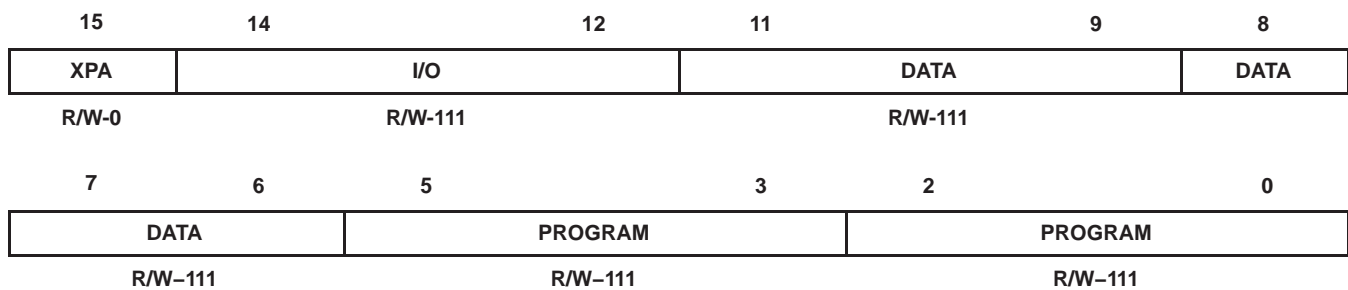 15 14 12 11 9 8
XPA I/O DATA DATA
R/W-0 R/W-111 R/W-111
7 6 5 3 2 0
DATA PROGRAM PROGRAM
R/W–111 R/W–111 R/W–111